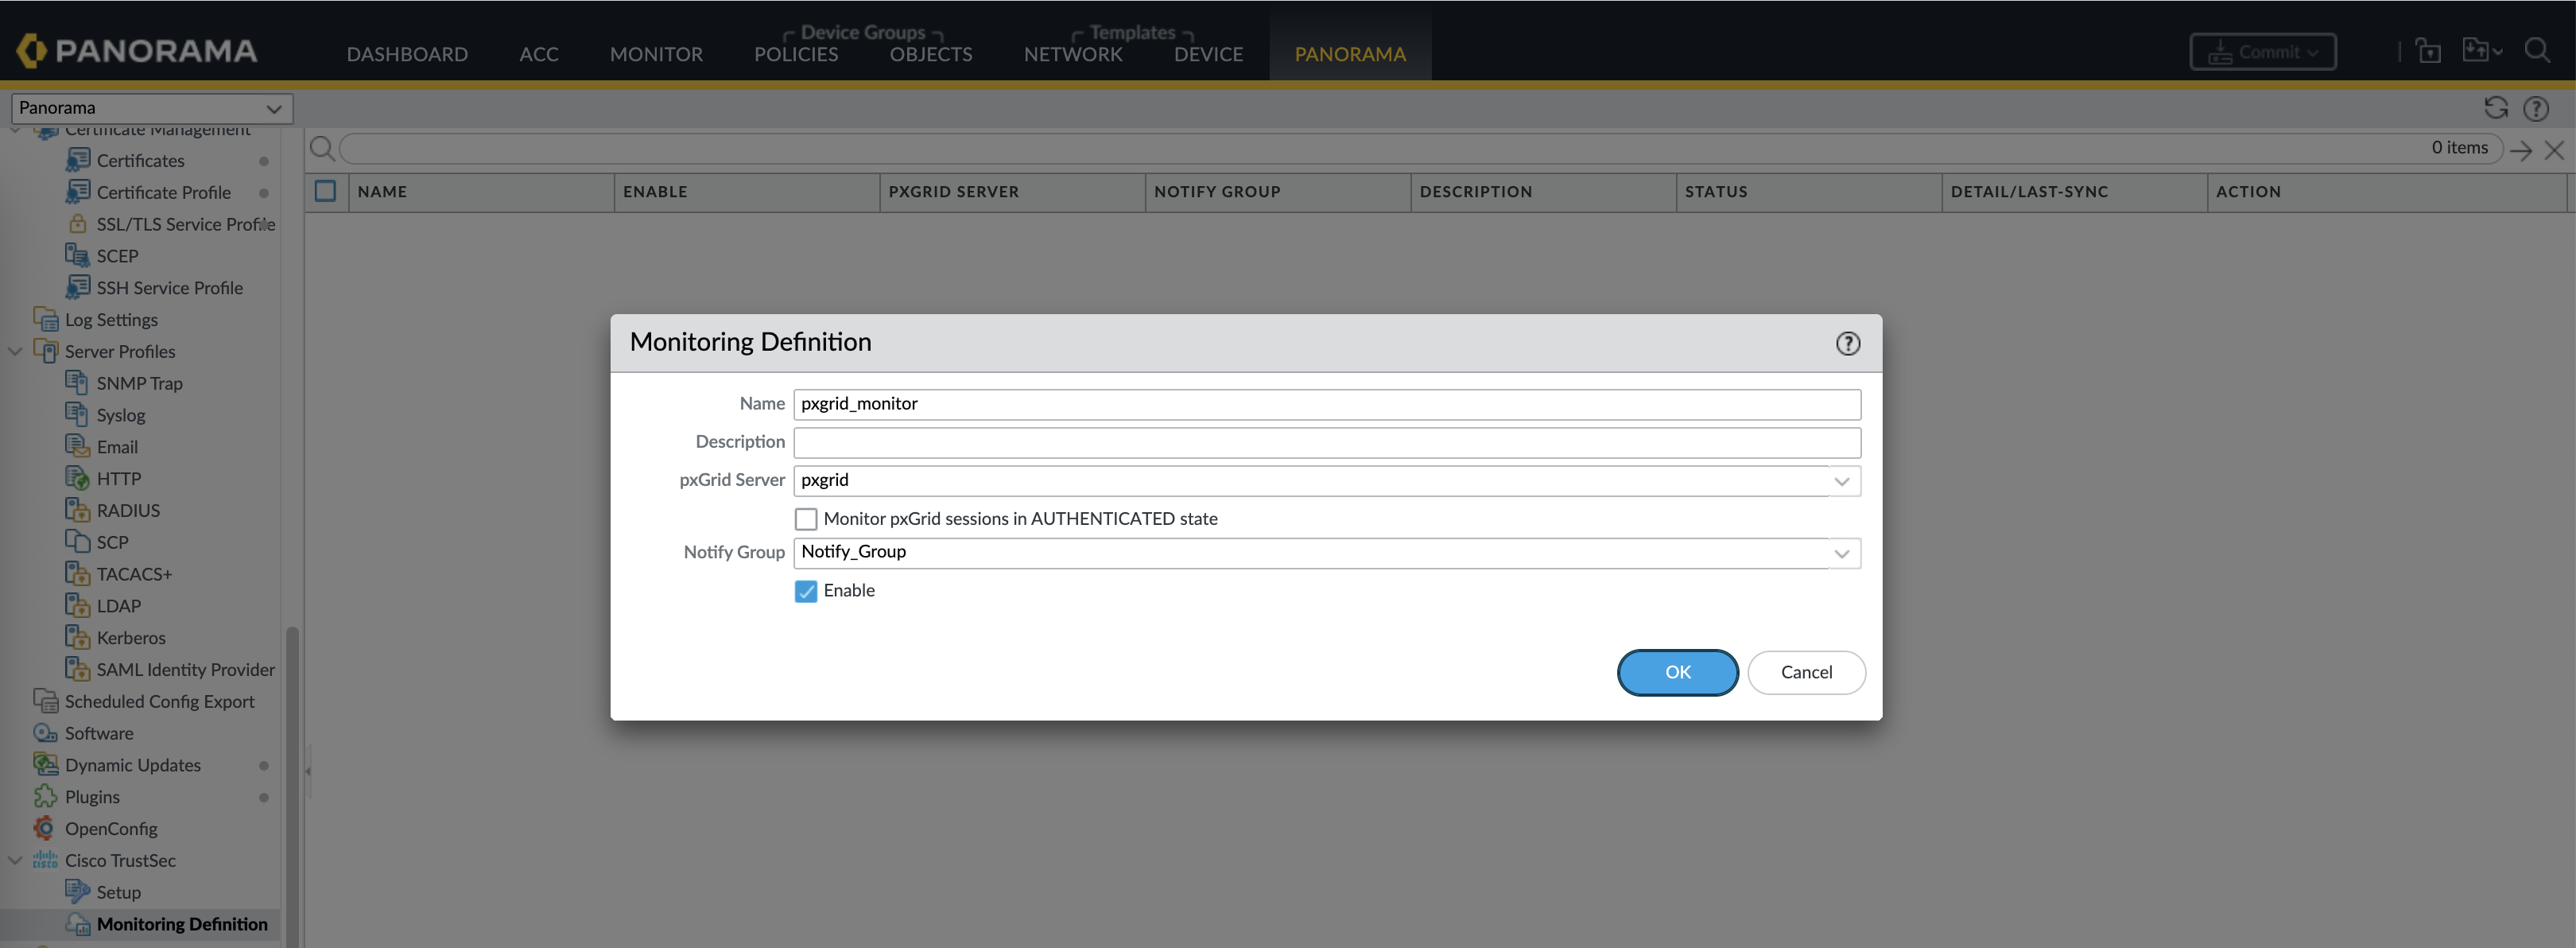 PANORAMA
DASHBOARD
ACC
MONITOR
Device Groups
POLICIES
OBJECTS
Templates
NETWORK
DEVICE
PANORAMA
Commit
Panorama
Certificate Management
Certificates
Certificate Profile
SSL/TLS Service Profile
SCEP
SSH Service Profile
Log Settings
Server Profiles
SNMP Trap
Syslog
Email
HTTP
RADIUS
SCP
TACACS+
LDAP
Kerberos
SAML Identity Provider
Scheduled Config Export
Software
Dynamic Updates
Plugins
OpenConfig
cisco Cisco TrustSec
Setup
Monitoring Definition
0 items
NAME ENABLE PXGRID SERVER NOTIFY GROUP DESCRIPTION STATUS DETAIL/LAST-SYNC ACTION
Monitoring Definition
Name pxgrid_monitor
Description
pxGrid Server pxgrid
Monitor pxGrid sessions in AUTHENTICATED state
Notify Group Notify_Group
Enable
OK
Cancel